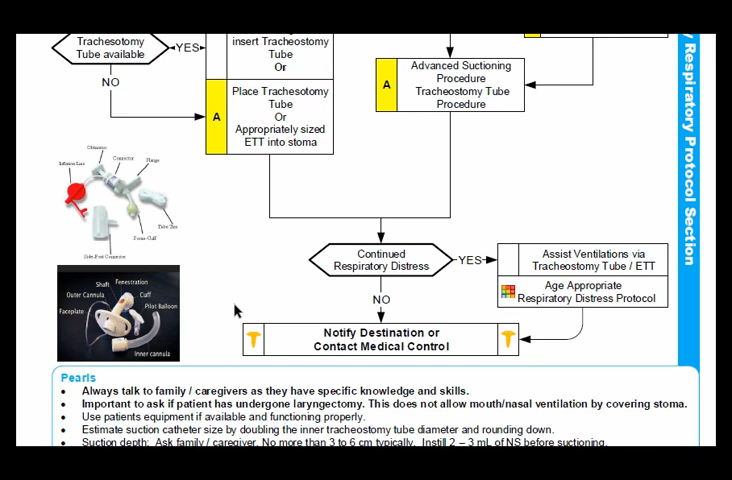 Trachesotomy
Tube available
YES
NO
insert Tracheostomy
Tube
Or
A
Place Trachesotomy
Tube
Or
Appropriately sized
ETT into stoma
A
Advanced Suctioning
Procedure
Tracheostomy Tube
Procedure
Respiratory Protocol Section
Obturator
Connector
Flange
Inflation Line
Tube Ties
Foam-Cuff
Side-Port Connector
Shaft
Fenestration
Outer Cannula
Cuff
Pilot Balloon
Faceplate
Inner cannula
Continued
Respiratory Distress
YES
NO
Assist Ventilations via
Tracheostomy Tube / ETT
Age Appropriate
Respiratory Distress Protocol
Notify Destination or
Contact Medical Control
Pearls
• Always talk to family / caregivers as they have specific knowledge and skills.
• Important to ask if patient has undergone laryngectomy. This does not allow mouth/nasal ventilation by covering stoma.
• Use patients equipment if available and functioning properly.
• Estimate suction catheter size by doubling the inner tracheostomy tube diameter and rounding down.
• Suction depth: Ask family / caregiver. No more than 3 to 6 cm typically. Instill 2 – 3 mL of NS before suctioning.